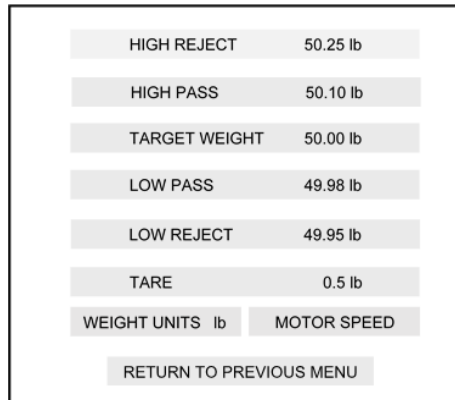 HIGH REJECT 50.25 lb
HIGH PASS 50.10 lb
TARGET WEIGHT 50.00 lb
LOW PASS 49.98 lb
LOW REJECT 49.95 lb
TARE 0.5 lb
WEIGHT UNITS lb MOTOR SPEED
RETURN TO PREVIOUS MENU